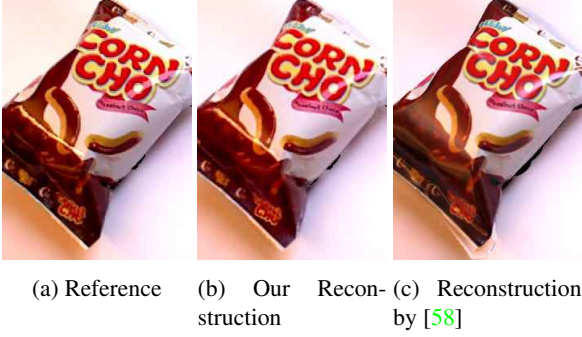 CORN
CHO
CORN
CHO
CORN
CHO
(a) Reference
(b) Our Recon-
struction
(c) Reconstruction
by [58]